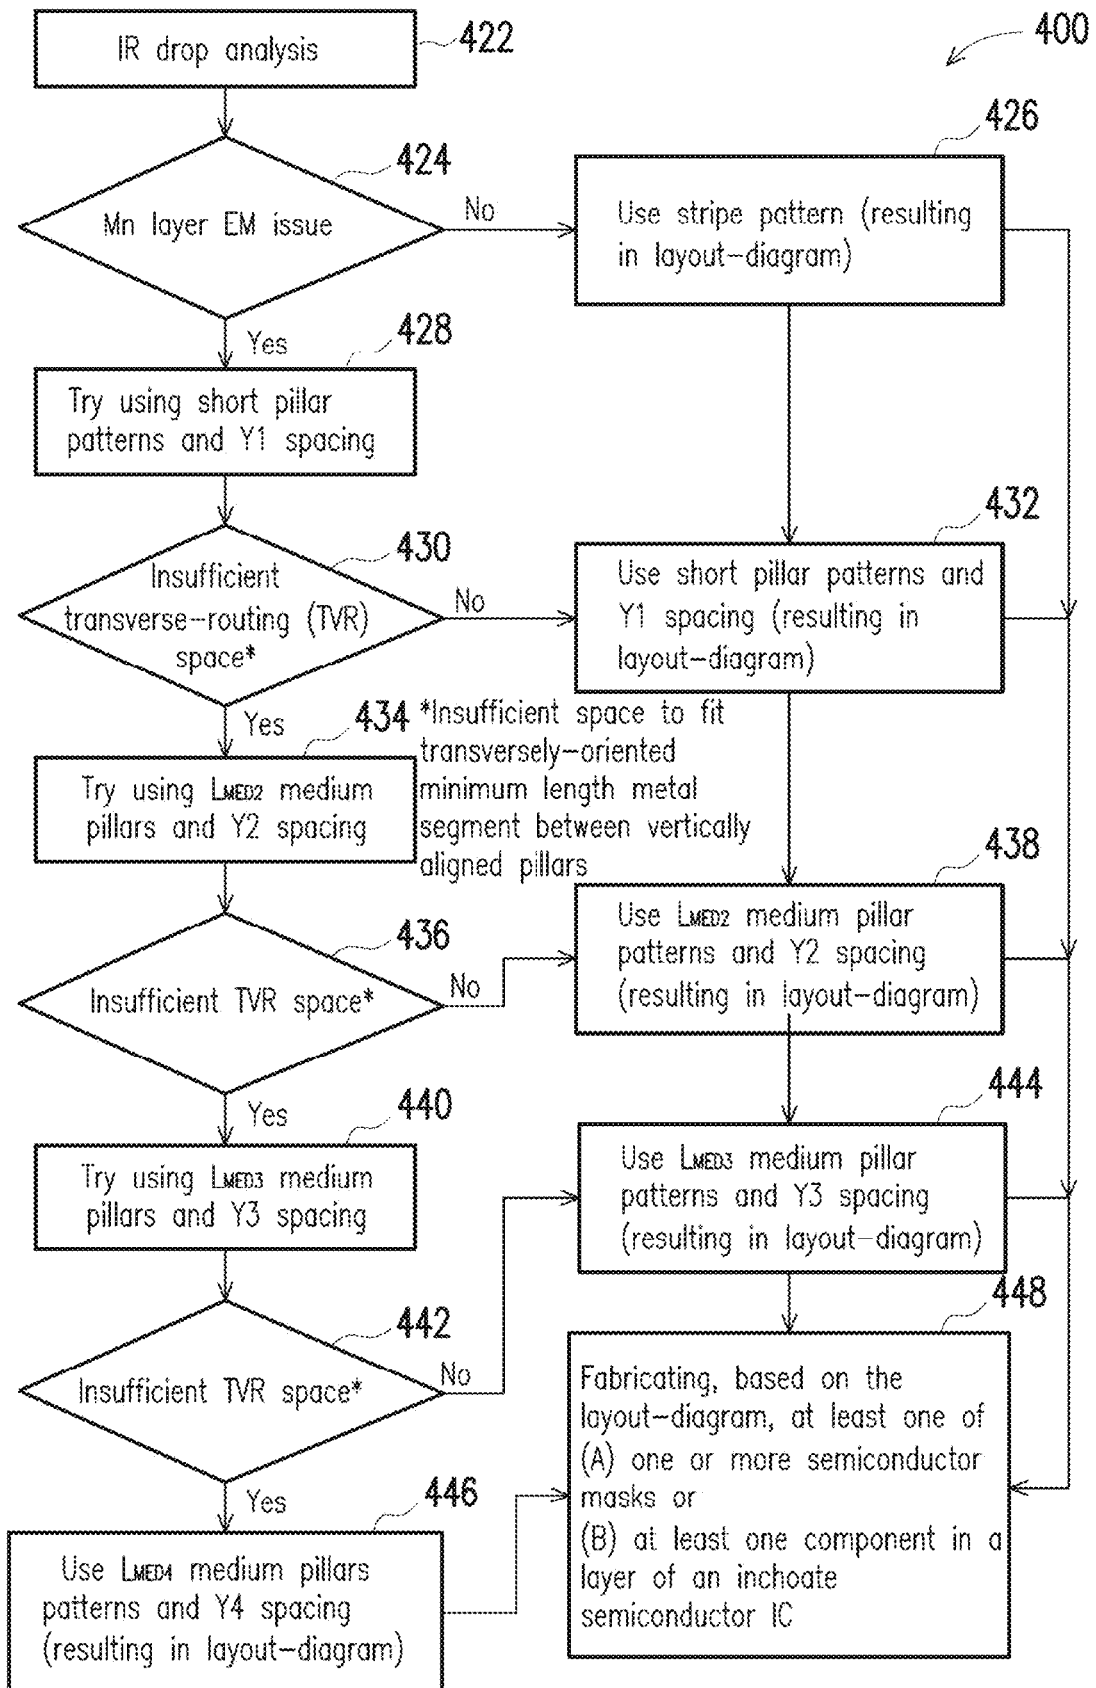 400
IR drop analysis
422
Mn layer EM issue
424
No
Yes
Use stripe pattern (resulting
in layout-diagram)
426
Try using short pillar
patterns and Y1 spacing
428
Insufficient
transverse-routing (TVR)
space*
430
No
Yes
Use short pillar patterns and
Y1 spacing (resulting in
layout-diagram)
432
Try using LMED2 medium
pillars and Y2 spacing
434
*Insufficient space to fit
transversely-oriented
minimum length metal
segment between vertically
aligned pillars
Insufficient TVR space*
436
No
Yes
Use LMED2 medium pillar
patterns and Y2 spacing
(resulting in layout-diagram)
438
Try using LMED3 medium
pillars and Y3 spacing
440
Insufficient TVR space*
442
No
Yes
Use LMED3 medium pillar
patterns and Y3 spacing
(resulting in layout-diagram)
444
Use LMED4 medium pillars
patterns and Y4 spacing
(resulting in layout-diagram)
446
Fabricating, based on the
layout-diagram, at least one of
(A) one or more semiconductor
masks or
(B) at least one component in a
layer of an inchoate
semiconductor IC
448